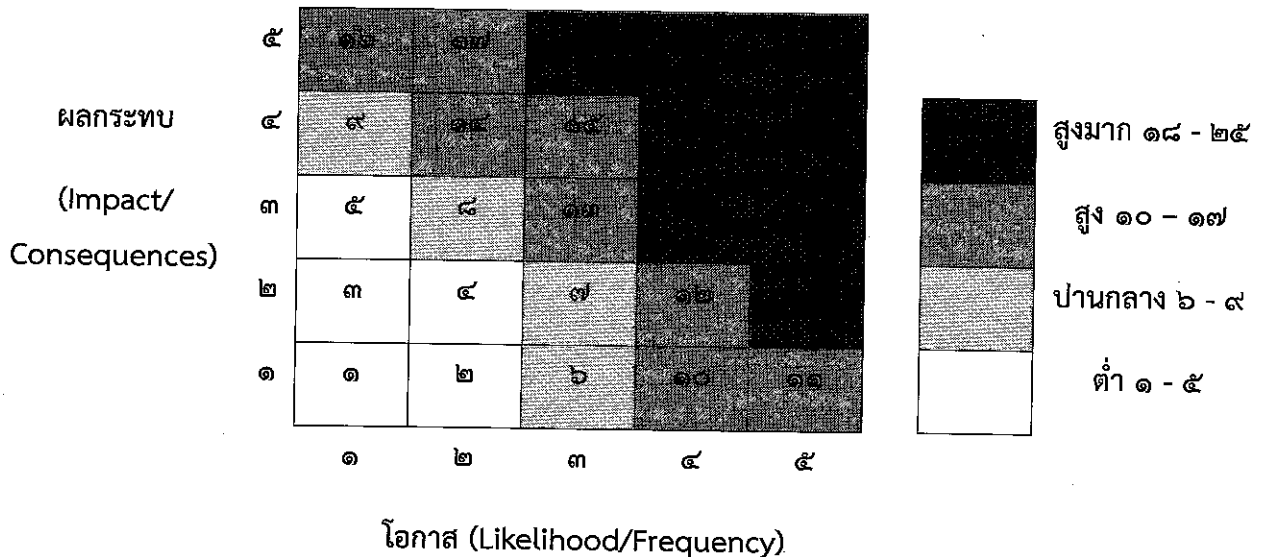 ๕ ๑๖ ๑๗
ผลกระทบ
(Impact/
Consequences)
๔ ๙ ๑๔ ๑๕
๓ ๕ ๘ ๑๓
๒ ๓ ๔ ๗ ๑๒
๑ ๑ ๒ ๖ ๑๐ ๑๑
๑ ๒ ๓ ๔ ๕
โอกาส (Likelihood/Frequency)
สูงมาก ๑๘ - ๒๕
สูง ๑๐ – ๑๗
ปานกลาง ๖ - ๙
ต่ำ ๑ - ๕